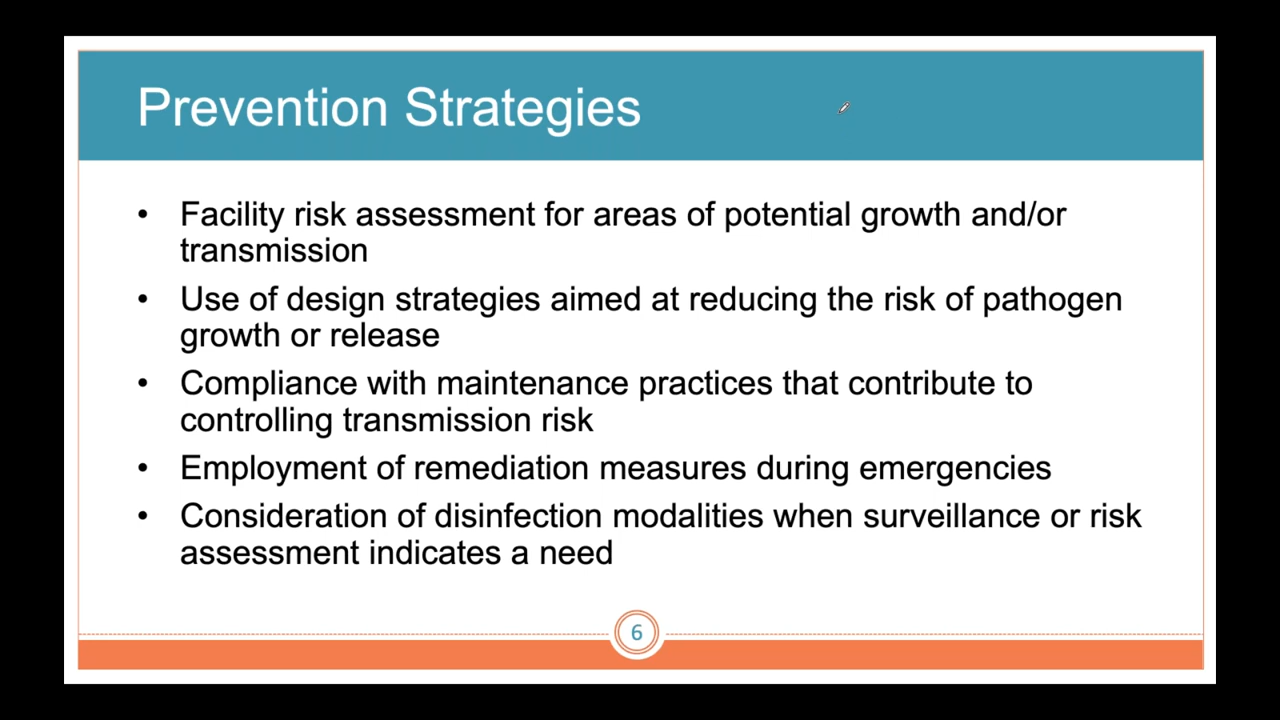 Prevention Strategies
• Facility risk assessment for areas of potential growth and/or
transmission
• Use of design strategies aimed at reducing the risk of pathogen
growth or release
• Compliance with maintenance practices that contribute to
controlling transmission risk
• Employment of remediation measures during emergencies
• Consideration of disinfection modalities when surveillance or risk
assessment indicates a need
6